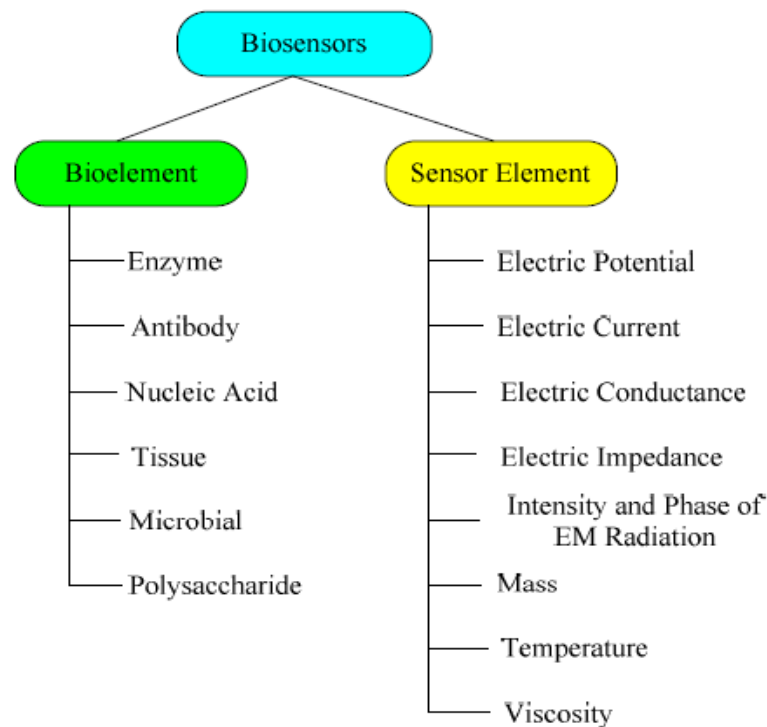 Biosensors
Bioelement
Enzyme
Antibody
Nucleic Acid
Tissue
Microbial
Polysaccharide
Sensor Element
Electric Potential
Electric Current
Electric Conductance
Electric Impedance
Intensity and Phase of
EM Radiation
Mass
Temperature
Viscosity